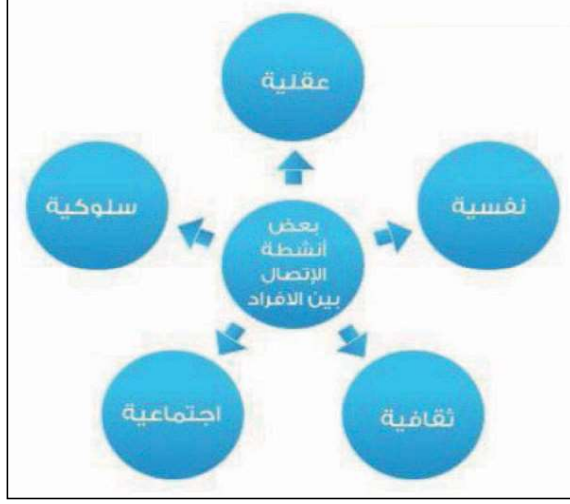 عقلية
نفسية
سلوكية
بعض
أنشطة
الإتصال
بين الافراد
ثقافية
اجتماعية